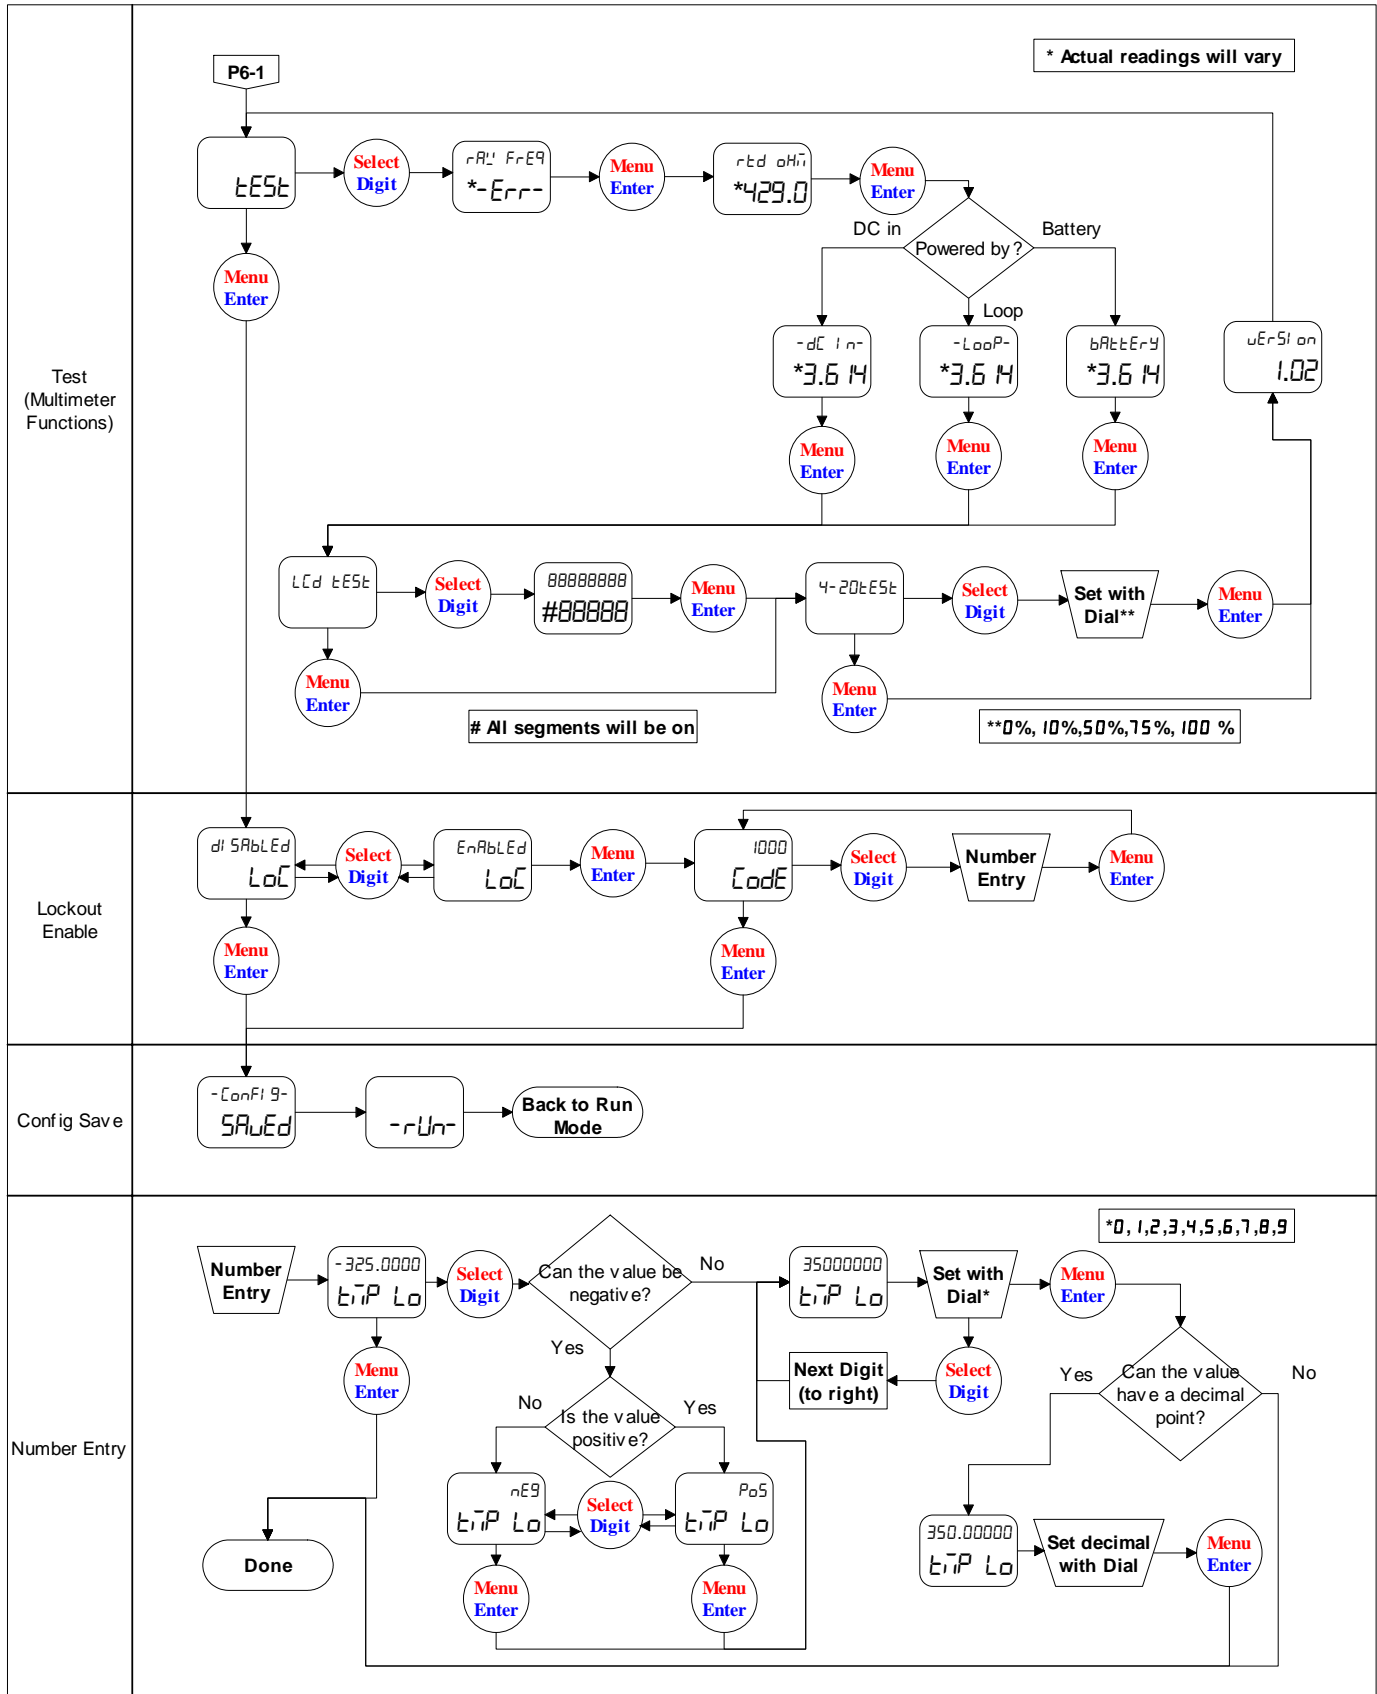 * Actual readings will vary
P6-1
tESt
Select
Digit
rAW FrEq
*-Err-
Menu
Enter
rtd oHm
*429.0
Menu
Enter
Menu
Enter
DC in
Powered by?
Battery
Loop
-dC In-
*3.614
-LooP-
*3.614
bAttErY
*3.614
vErSIon
1.02
Menu
Enter
Menu
Enter
Menu
Enter
Test
(Multimeter
Functions)
LCd tESt
Select
Digit
88888888
#88888
Menu
Enter
4-20tESt
Select
Digit
Set with
Dial**
Menu
Enter
Menu
Enter
Menu
Enter
# All segments will be on
**0%, 10%,50%,75%, 100 %
Lockout
Enable
dISAbLEd
LoC
Select
Digit
EnAbLEd
LoC
Menu
Enter
1000
CodE
Select
Digit
Number
Entry
Menu
Enter
Menu
Enter
Menu
Enter
Config Save
-ConFIg-
SAvEd
-rUn-
Back to Run
Mode
Number Entry
*0, 1,2,3,4,5,6,7,8,9
Number
Entry
-325.0000
tmP Lo
Select
Digit
Can the value be
negative?
No
35000000
tmP Lo
Set with
Dial*
Menu
Enter
Menu
Enter
Yes
Next Digit
(to right)
Select
Digit
Yes
Can the value
have a decimal
point?
No
No
Is the value
positive?
Yes
nEg
tmP Lo
Select
Digit
PoS
tmP Lo
350.00000
tmP Lo
Set decimal
with Dial
Menu
Enter
Done
Menu
Enter
Menu
Enter